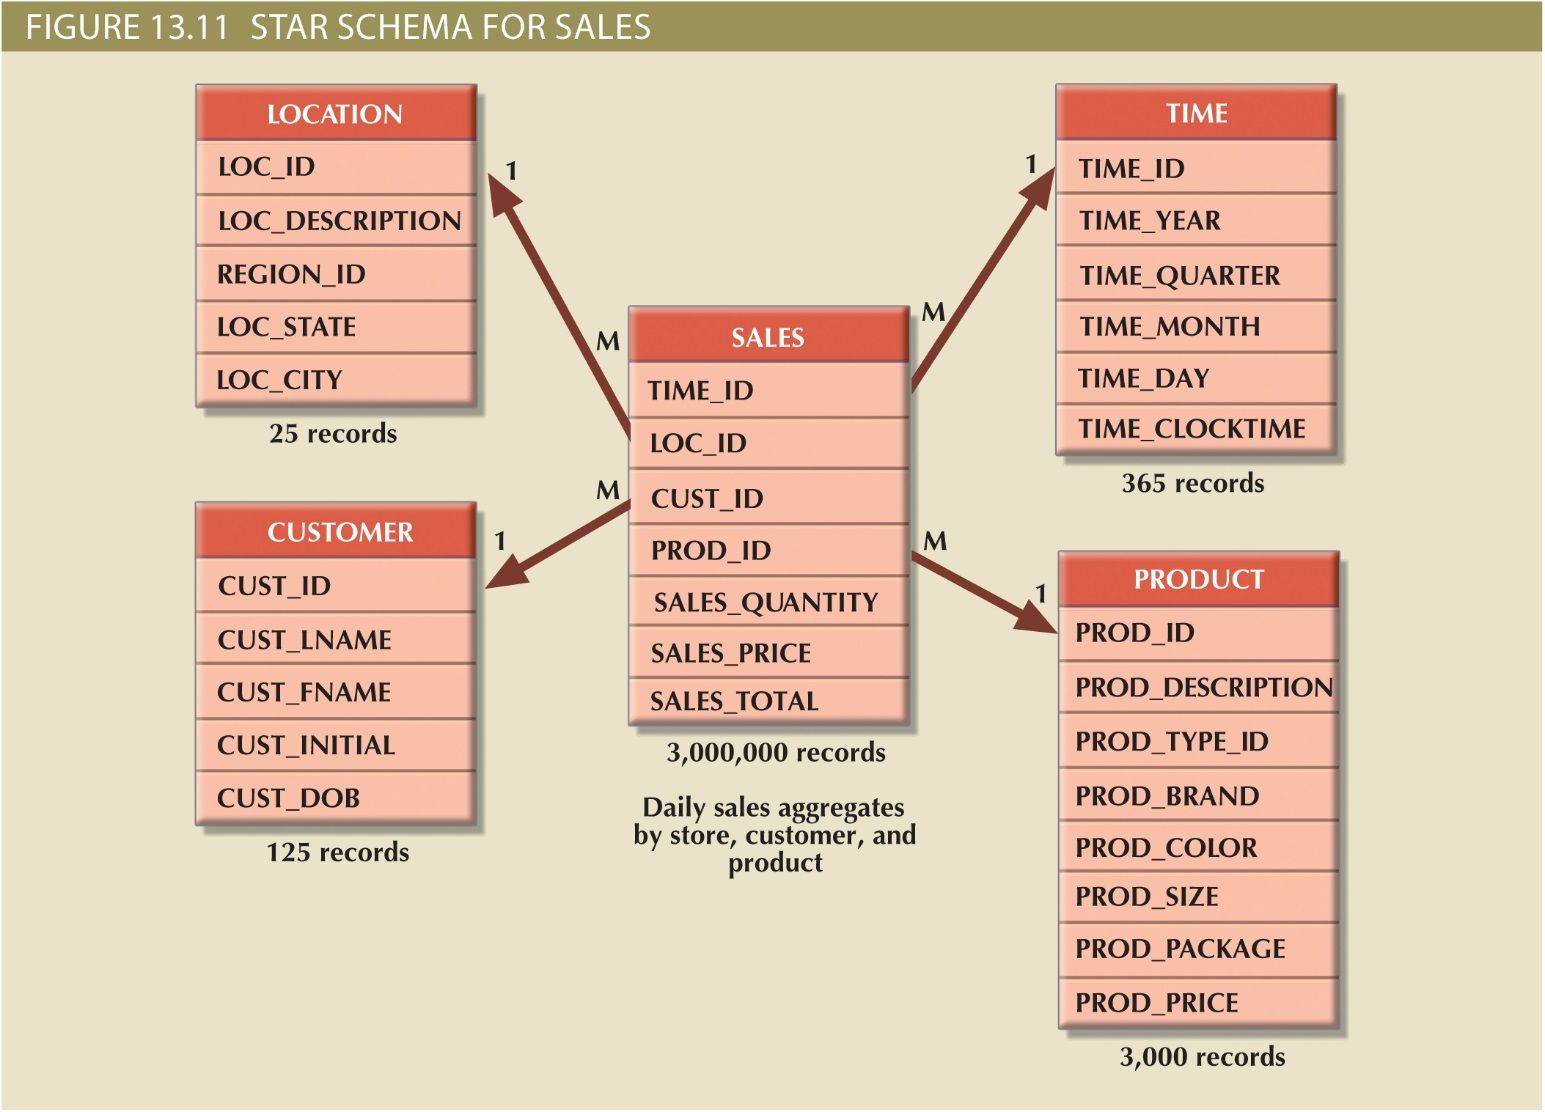 FIGURE 13.11 STAR SCHEMA FOR SALES
LOCATION
LOC_ID
LOC_DESCRIPTION
REGION_ID
LOC_STATE
LOC_CITY
25 records
1
M
TIME
TIME_ID
TIME_YEAR
TIME_QUARTER
TIME_MONTH
TIME_DAY
TIME_CLOCKTIME
365 records
1
M
SALES
TIME_ID
LOC_ID
CUST_ID
PROD_ID
SALES_QUANTITY
SALES_PRICE
SALES_TOTAL
3,000,000 records
Daily sales aggregates
by store, customer, and
product
CUSTOMER
CUST_ID
CUST_LNAME
CUST_FNAME
CUST_INITIAL
CUST_DOB
125 records
1
M
PRODUCT
PROD_ID
PROD_DESCRIPTION
PROD_TYPE_ID
PROD_BRAND
PROD_COLOR
PROD_SIZE
PROD_PACKAGE
PROD_PRICE
3,000 records
1
M